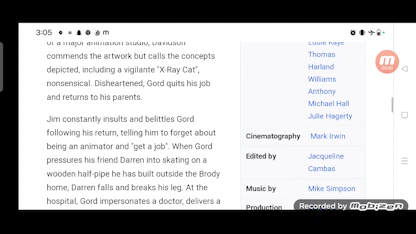 3:05
of a major animation studio, Davidson
commends the artwork but calls the concepts
depicted, including a vigilante "X-Ray Cat",
nonsensical. Disheartened, Gord quits his job
and returns to his parents.
Jim constantly insults and belittles Gord
following his return, telling him to forget about
being an animator and "get a job". When Gord
pressures his friend Darren into skating on a
wooden half-pipe he has built outside the Brody
home, Darren falls and breaks his leg. At the
hospital, Gord impersonates a doctor, delivers a
Eddie Kaye
Thomas
Harland
Williams
Anthony
Michael Hall
Julie Hagerty
Cinematography Mark Irwin
Edited by Jacqueline
Cambas
Music by Mike Simpson
Production
Recorded by Mobizen